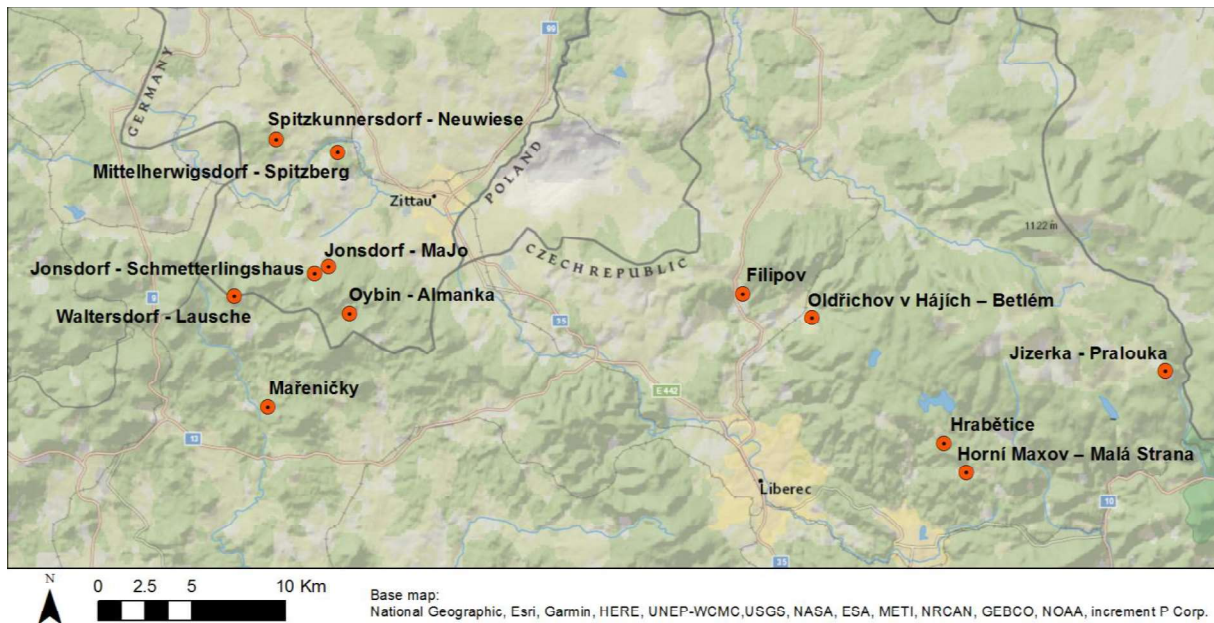 99
GERMANY
Spitzkunnersdorf - Neuwiese
Mittelherwigsdorf - Spitzberg
POLAND
Zittau
1122 m
Jonsdorf - MaJo
CZECH REPUBLIC
Jonsdorf - Schmetterlingshaus
Filipov
9
Oybin - Almanka
Oldřichov v Hájích – Betlém
Waltersdorf - Lausche
35
Jizerka - Pralouka
Mařeničky
E 442
Hrabětice
13
Horní Maxov – Malá Strana
Liberec
10
35
N
0 2.5 5 10 Km
Base map:
National Geographic, Esri, Garmin, HERE, UNEP-WCMC,USGS, NASA, ESA, METI, NRCAN, GEBCO, NOAA, increment P Corp.